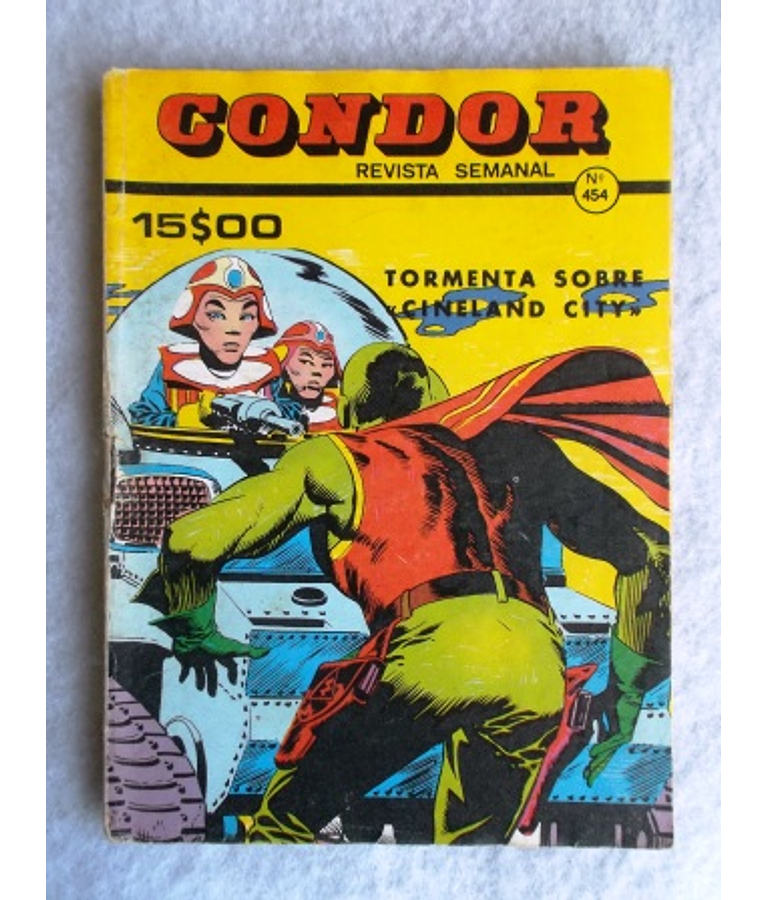 CONDOR
REVISTA SEMANAL
Nº
454
15$00
TORMENTA SOBRE
«CINELAND CITY»